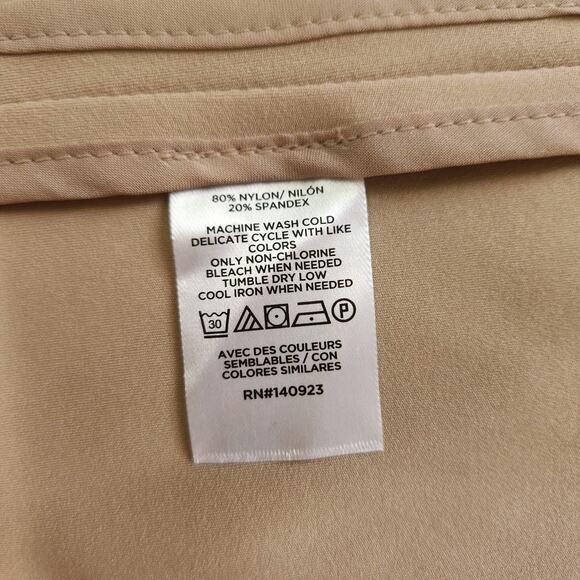 80% NYLON/ NILÓN
20% SPANDEX
MACHINE WASH COLD
DELICATE CYCLE WITH LIKE
COLORS
ONLY NON-CHLORINE
BLEACH WHEN NEEDED
TUMBLE DRY LOW
COOL IRON WHEN NEEDED
30 P
AVEC DES COULEURS
SEMBLABLES / CON
COLORES SIMILARES
RN#140923